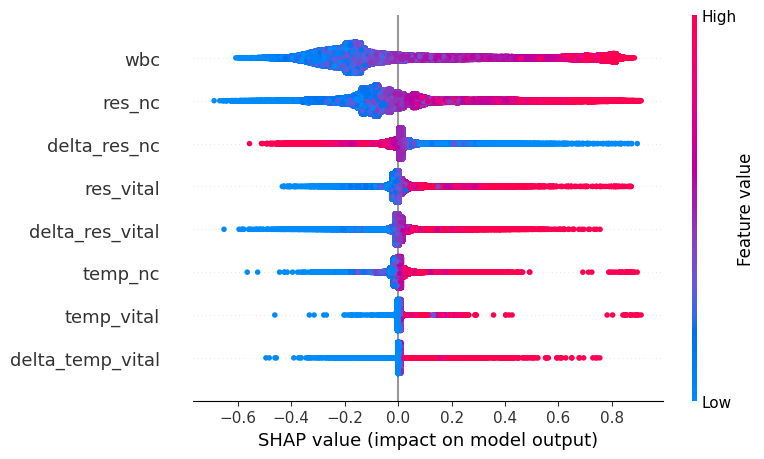 High
wbc
res_nc
delta_res_nc
res_vital
delta_res_vital
temp_nc
temp_vital
delta_temp_vital
Feature value
Low
−0.6 −0.4 −0.2 0.0 0.2 0.4 0.6 0.8
SHAP value (impact on model output)